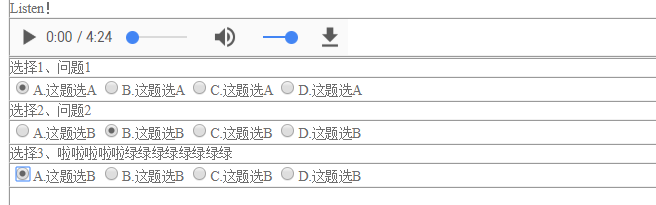 Listen!
0:00 / 4:24
选择1、问题1
A.这题选A B.这题选A C.这题选A D.这题选A
选择2、问题2
A.这题选B B.这题选B C.这题选B D.这题选B
选择3、啦啦啦啦啦绿绿绿绿绿绿绿绿
A.这题选B B.这题选B C.这题选B D.这题选B